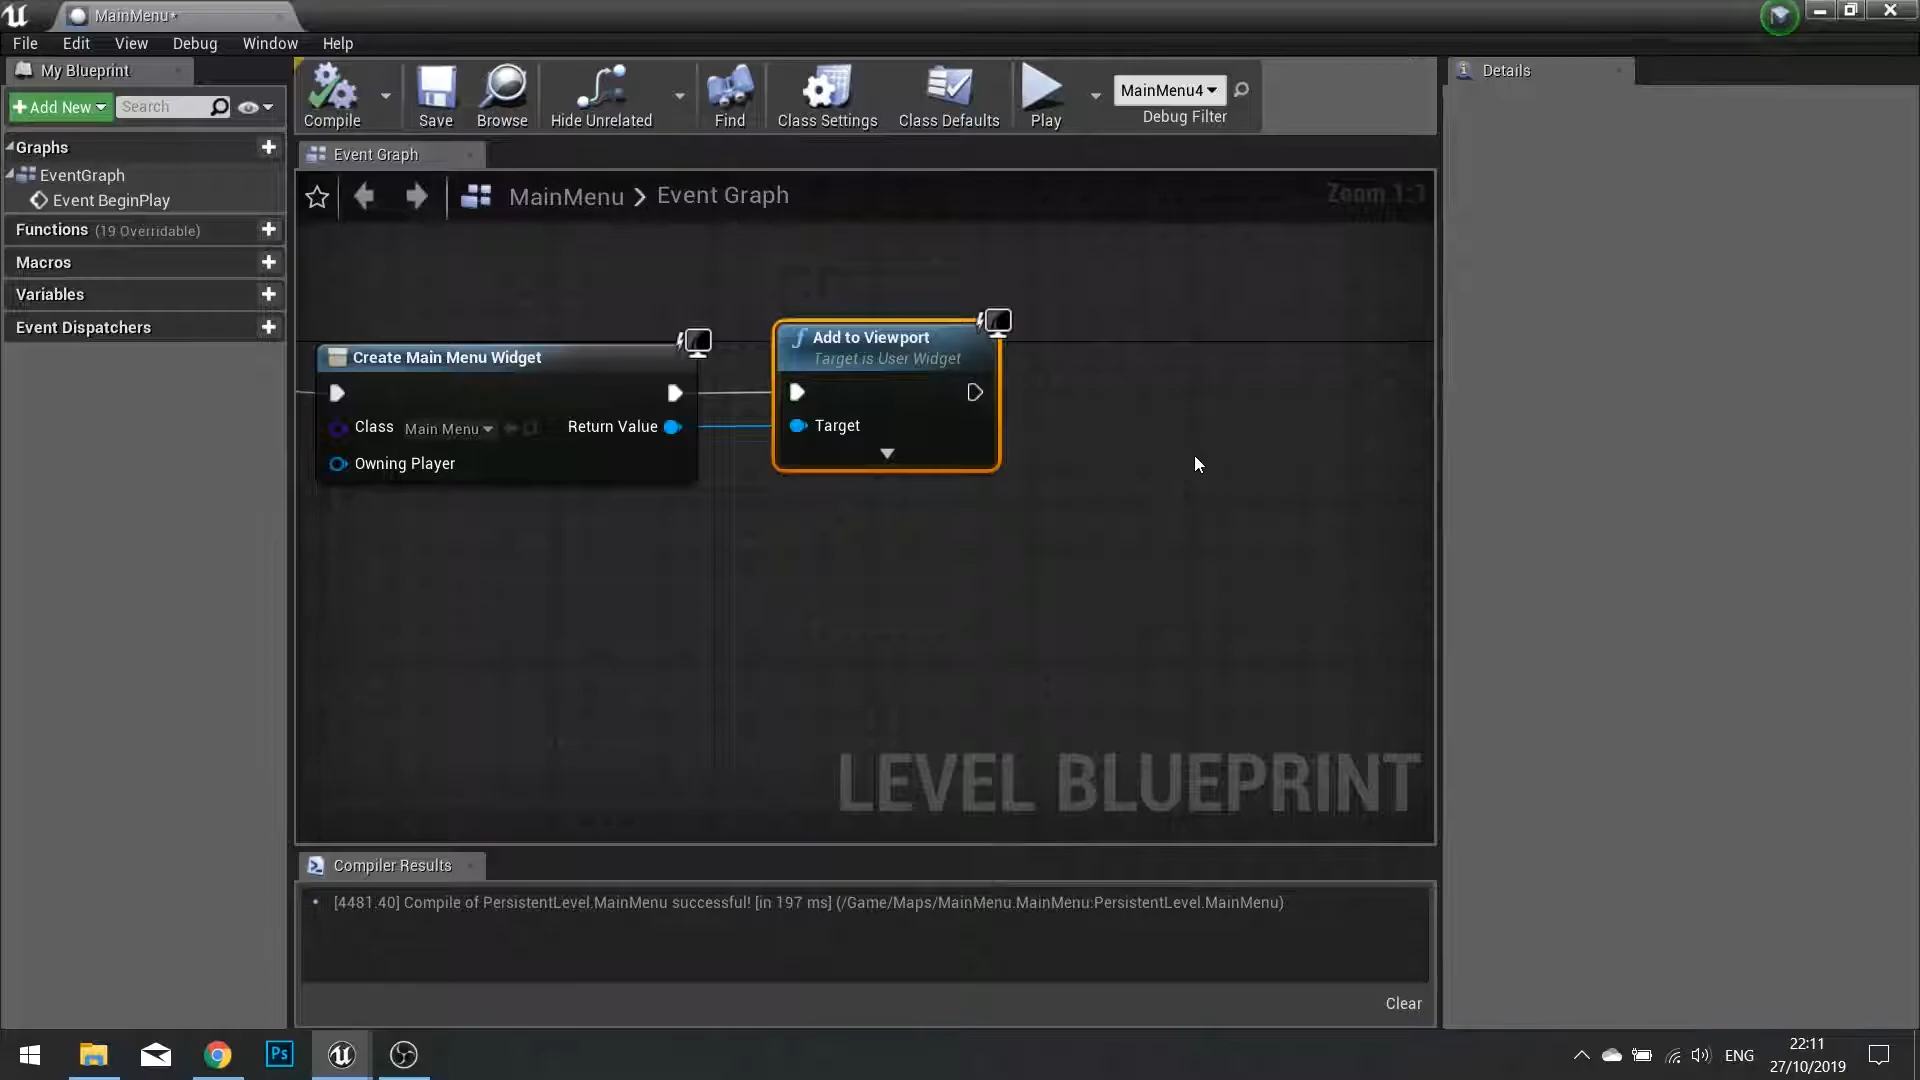 MainMenu*
File Edit View Debug Window Help
My Blueprint
Add New
Search
Compile
Save
Browse
Hide Unrelated
Find
Class Settings
Class Defaults
Play
MainMenu4
Debug Filter
Details
Graphs
EventGraph
Event BeginPlay
Functions (19 Overridable)
Macros
Variables
Event Dispatchers
Event Graph
MainMenu > Event Graph
Zoom 1:1
Create Main Menu Widget
Class Main Menu
Return Value
Owning Player
Add to Viewport
Target is User Widget
Target
LEVEL BLUEPRINT
Compiler Results
[4481.40] Compile of PersistentLevel.MainMenu successful! [in 197 ms] (/Game/Maps/MainMenu.MainMenu:PersistentLevel.MainMenu)
Clear
Ps
ENG
22:11
27/10/2019